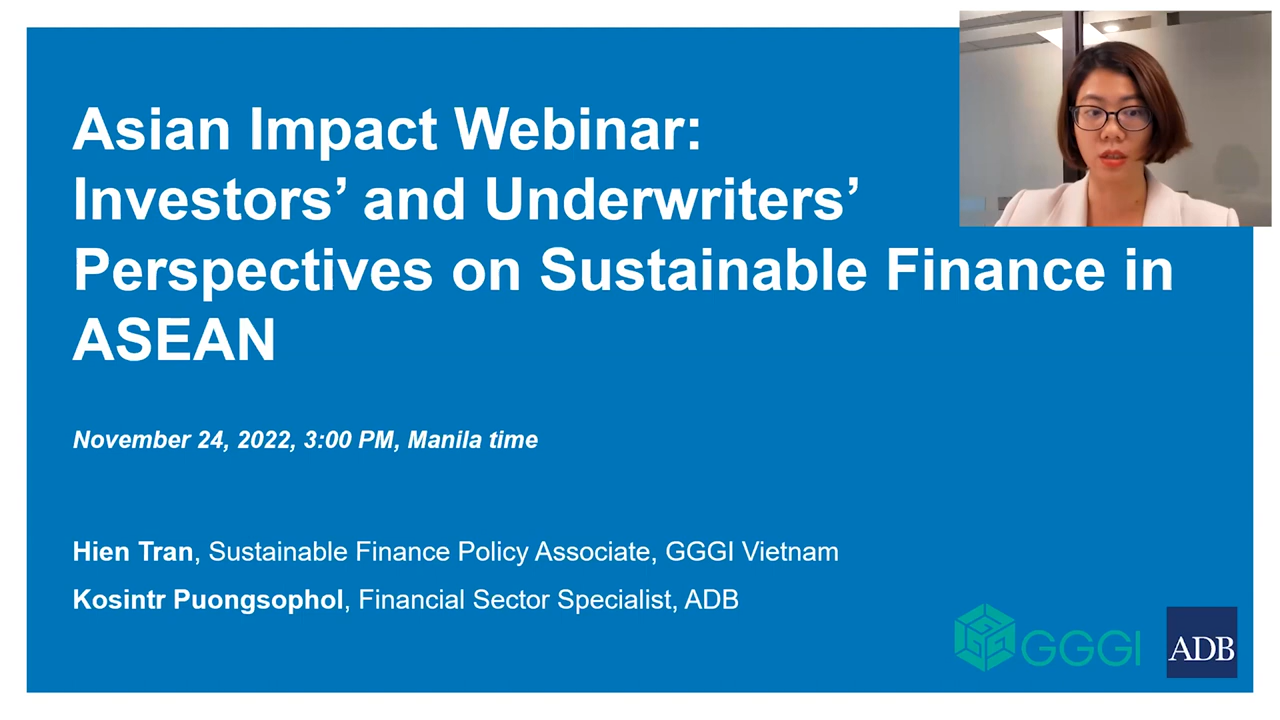 Asian Impact Webinar:
Investors’ and Underwriters’
Perspectives on Sustainable Finance in
ASEAN
November 24, 2022, 3:00 PM, Manila time
Hien Tran, Sustainable Finance Policy Associate, GGGI Vietnam
Kosintr Puongsophol, Financial Sector Specialist, ADB
GGGI
ADB